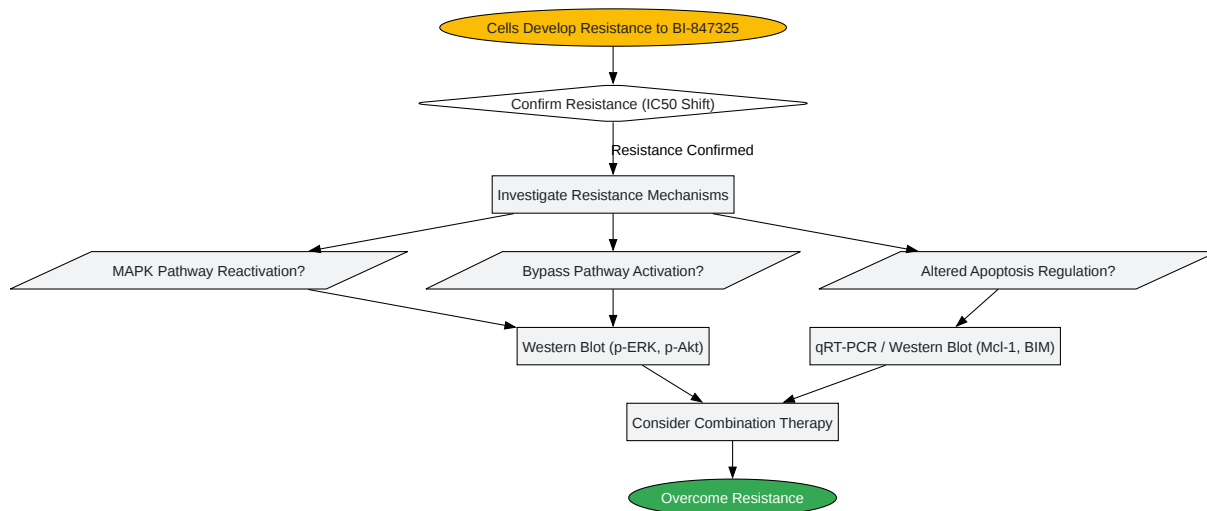 Cells Develop Resistance to BI-847325
Confirm Resistance (IC50 Shift)
Resistance Confirmed
Investigate Resistance Mechanisms
MAPK Pathway Reactivation?
Bypass Pathway Activation?
Altered Apoptosis Regulation?
Western Blot (p-ERK, p-Akt)
qRT-PCR / Western Blot (Mcl-1, BIM)
Consider Combination Therapy
Overcome Resistance